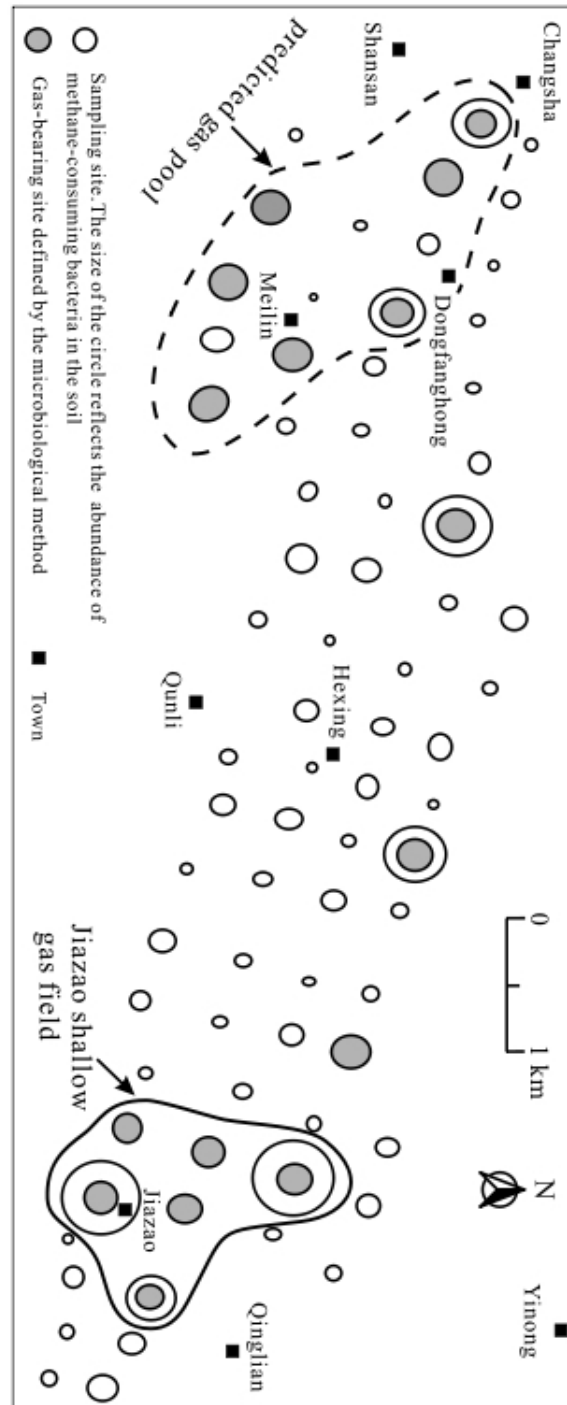 Changsha
Shansan
predicted gas pool
Dongfanghong
Meilin
Hexing
Qunli
0
1 km
N
Yinong
Jiazao shallow
gas field
Jiazao
Qinglian
Sampling site. The size of the circle reflects the abundance of
methane-consuming bacteria in the soil
Gas-bearing site defined by the microbiological method
Town